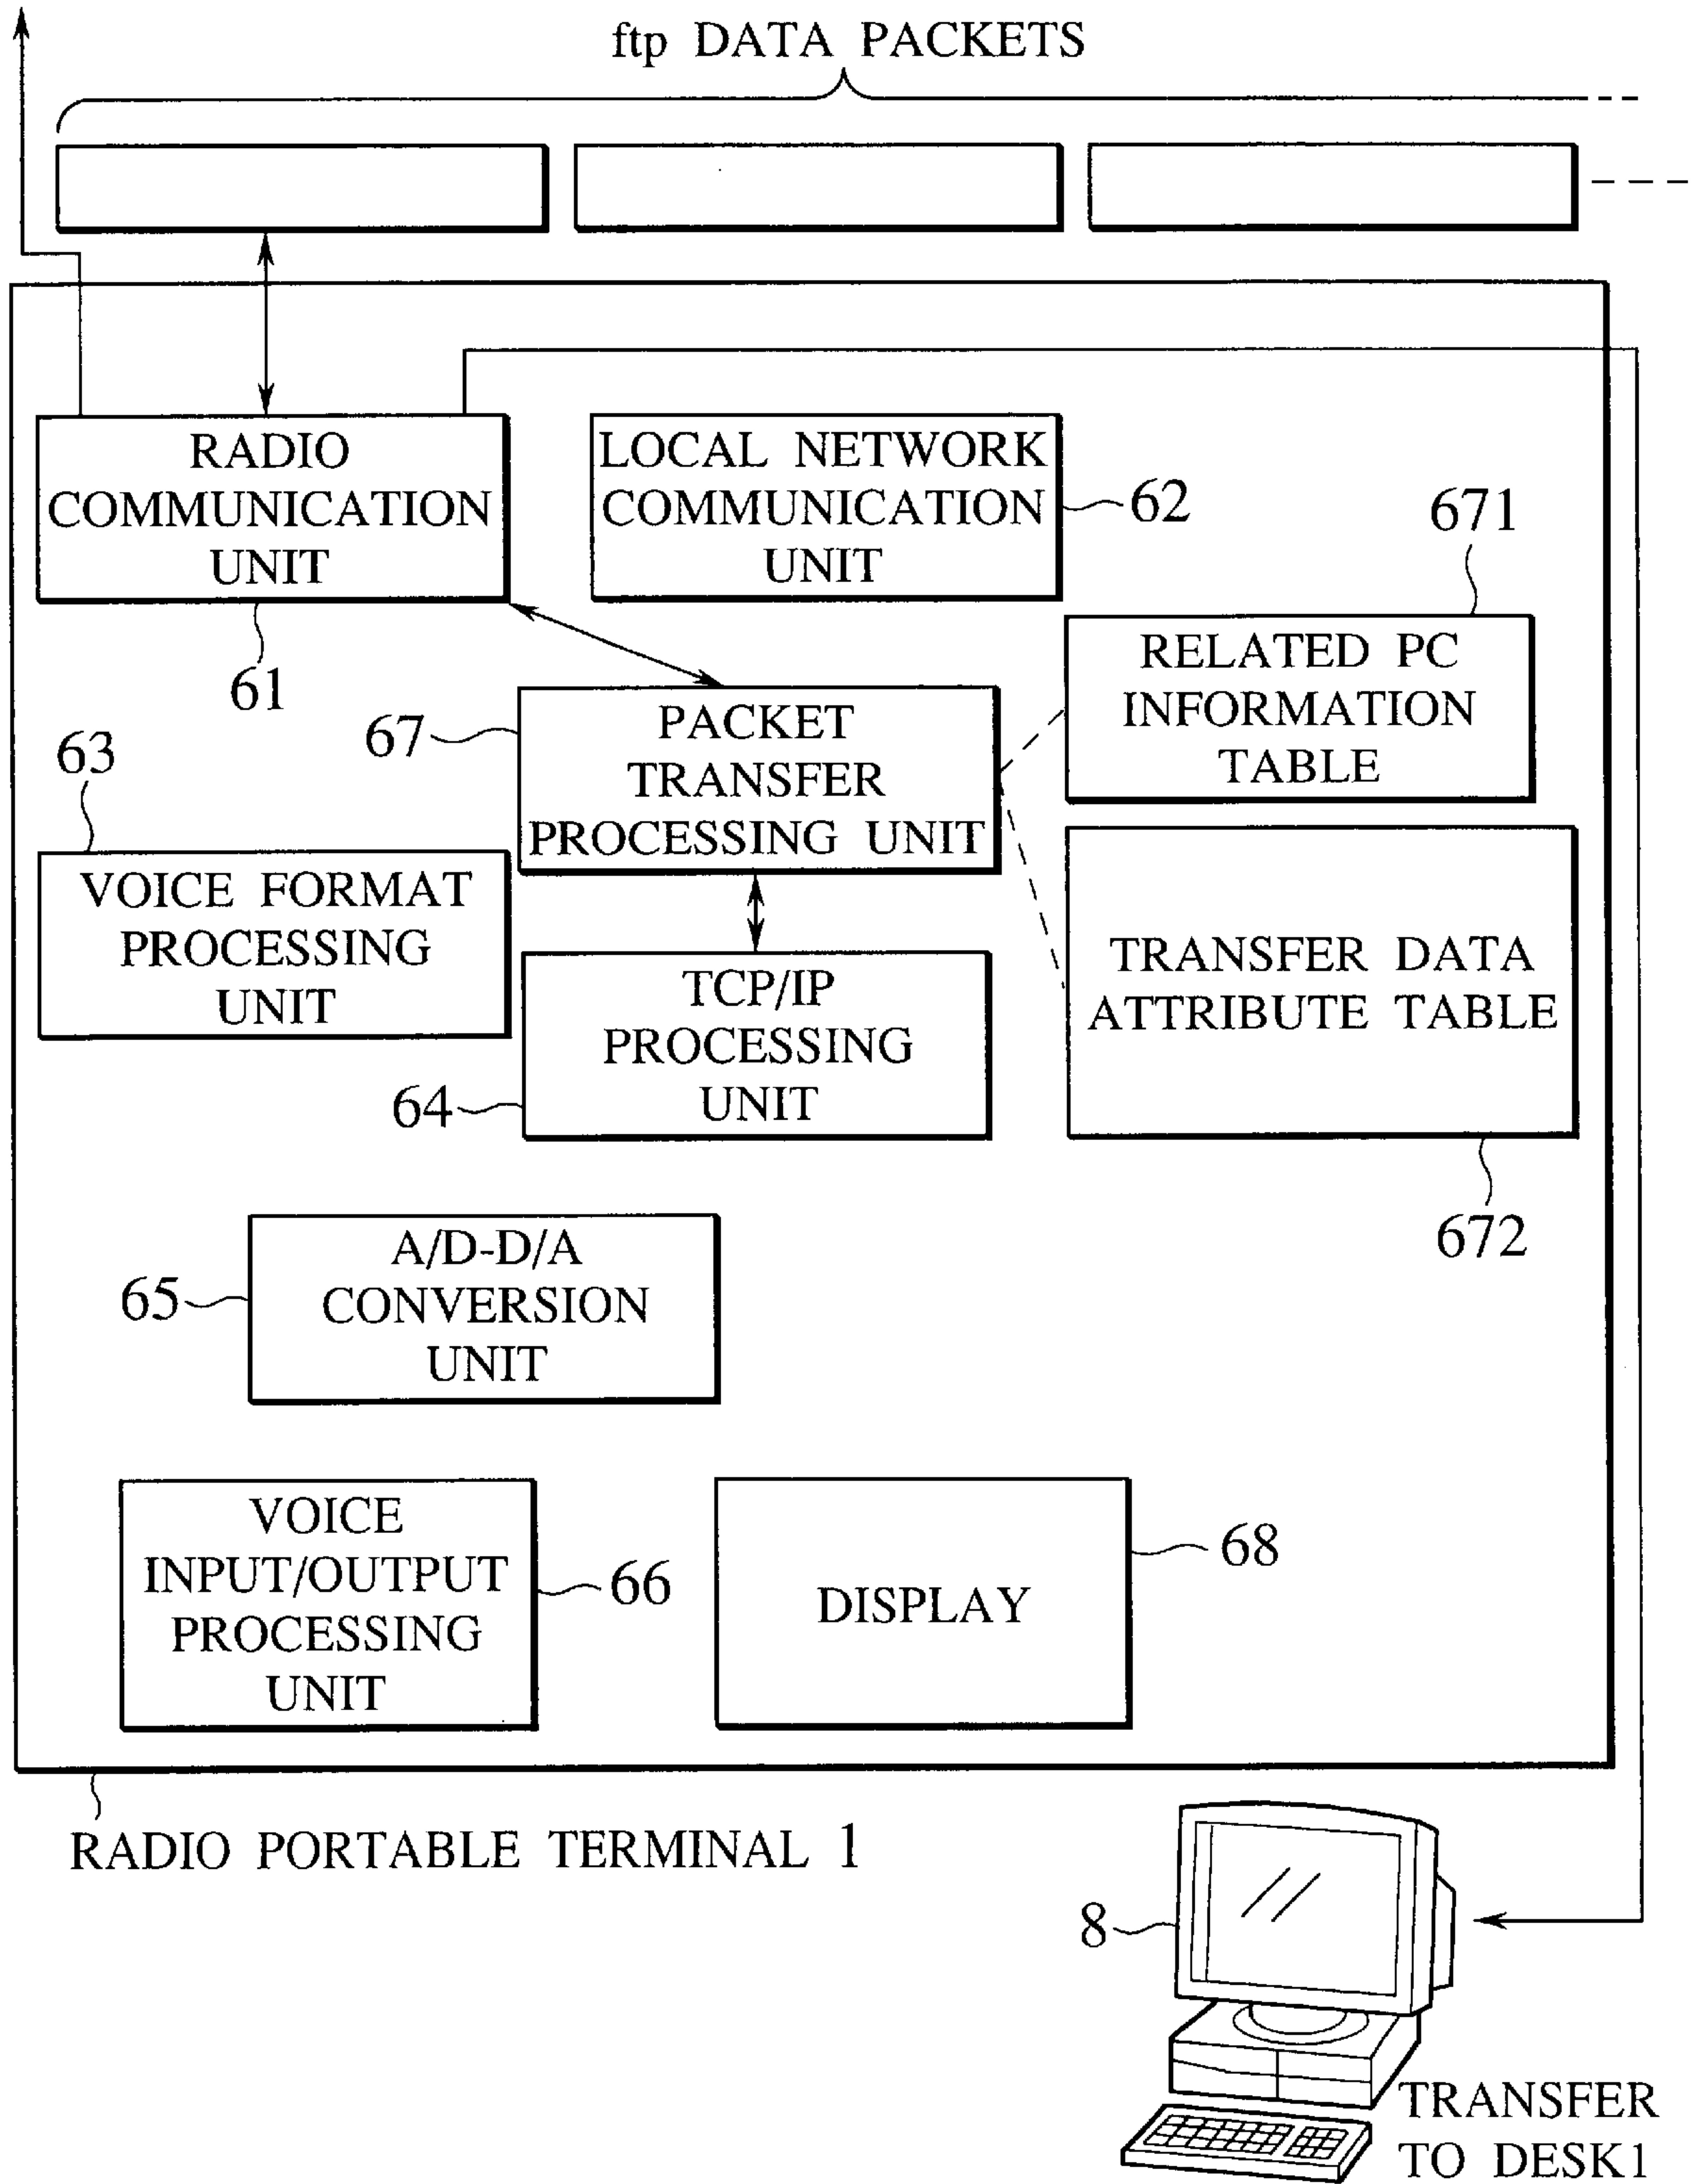 ftp DATA PACKETS
RADIO
COMMUNICATION
UNIT
61
LOCAL NETWORK
COMMUNICATION
UNIT
62
671
RELATED PC
INFORMATION
TABLE
67
PACKET
TRANSFER
PROCESSING UNIT
63
VOICE FORMAT
PROCESSING
UNIT
TCP/IP
PROCESSING
UNIT
64
TRANSFER DATA
ATTRIBUTE TABLE
672
65
A/D-D/A
CONVERSION
UNIT
VOICE
INPUT/OUTPUT
PROCESSING
UNIT
66
DISPLAY
68
RADIO PORTABLE TERMINAL 1
8
TRANSFER
TO DESK1